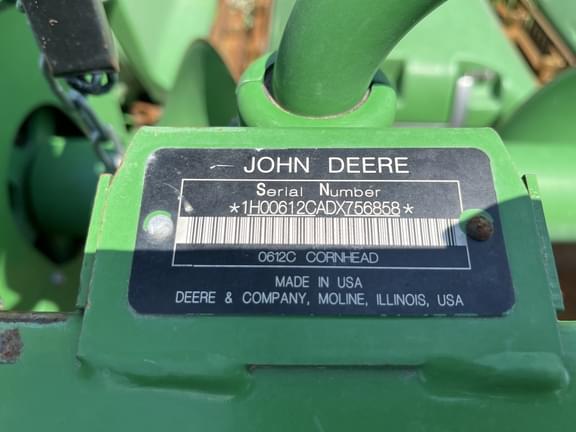 JOHN DEERE
Serial Number
*1H00612CADX756858*
0612C CORNHEAD
MADE IN USA
DEERE & COMPANY, MOLINE, ILLINOIS, USA